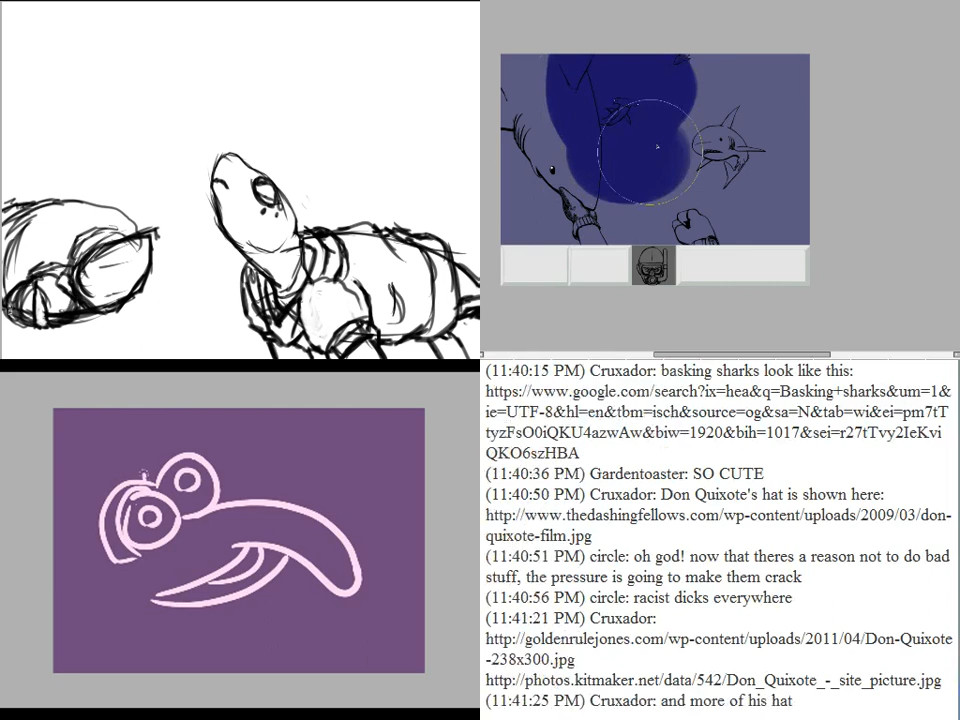 (11:40:15 PM) Cruxador: basking sharks look like this:
https://www.google.com/search?ix=hea&q=Basking+sharks&um=1&
ie=UTF-8&hl=en&tbm=isch&source=og&sa=N&tab=wi&ei=pm7tT
tyzFsO0iQKU4azwAw&biw=1920&bih=1017&sei=r27tTvy2IeKvi
QKO6szHBA
(11:40:36 PM) Gardentoaster: SO CUTE
(11:40:50 PM) Cruxador: Don Quixote's hat is shown here:
http://www.thedashingfellows.com/wp-content/uploads/2009/03/don-
quixote-film.jpg
(11:40:51 PM) circle: oh god! now that theres a reason not to do bad
stuff, the pressure is going to make them crack
(11:40:56 PM) circle: racist dicks everywhere
(11:41:21 PM) Cruxador:
http://goldenrulejones.com/wp-content/uploads/2011/04/Don-Quixote
-238x300.jpg
http://photos.kitmaker.net/data/542/Don_Quixote_-_site_picture.jpg
(11:41:25 PM) Cruxador: and more of his hat